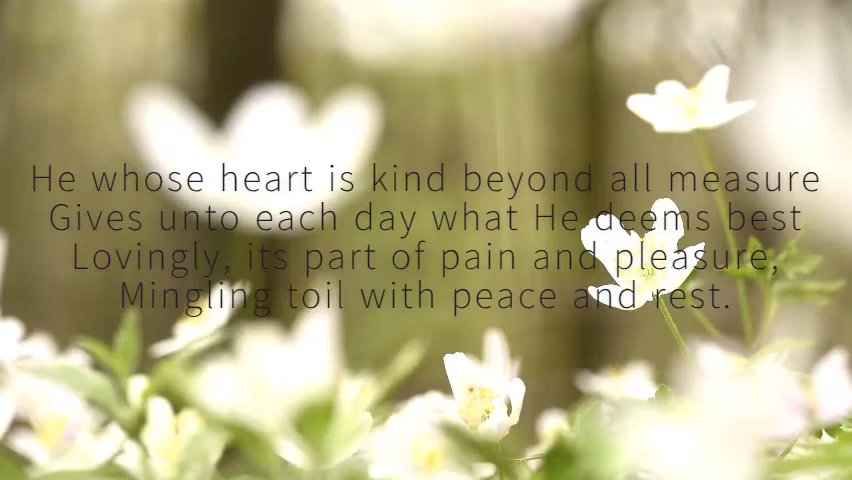 He whose heart is kind beyond all measure
Gives unto each day what He deems best
Lovingly, its part of pain and pleasure,
Mingling toil with peace and rest.